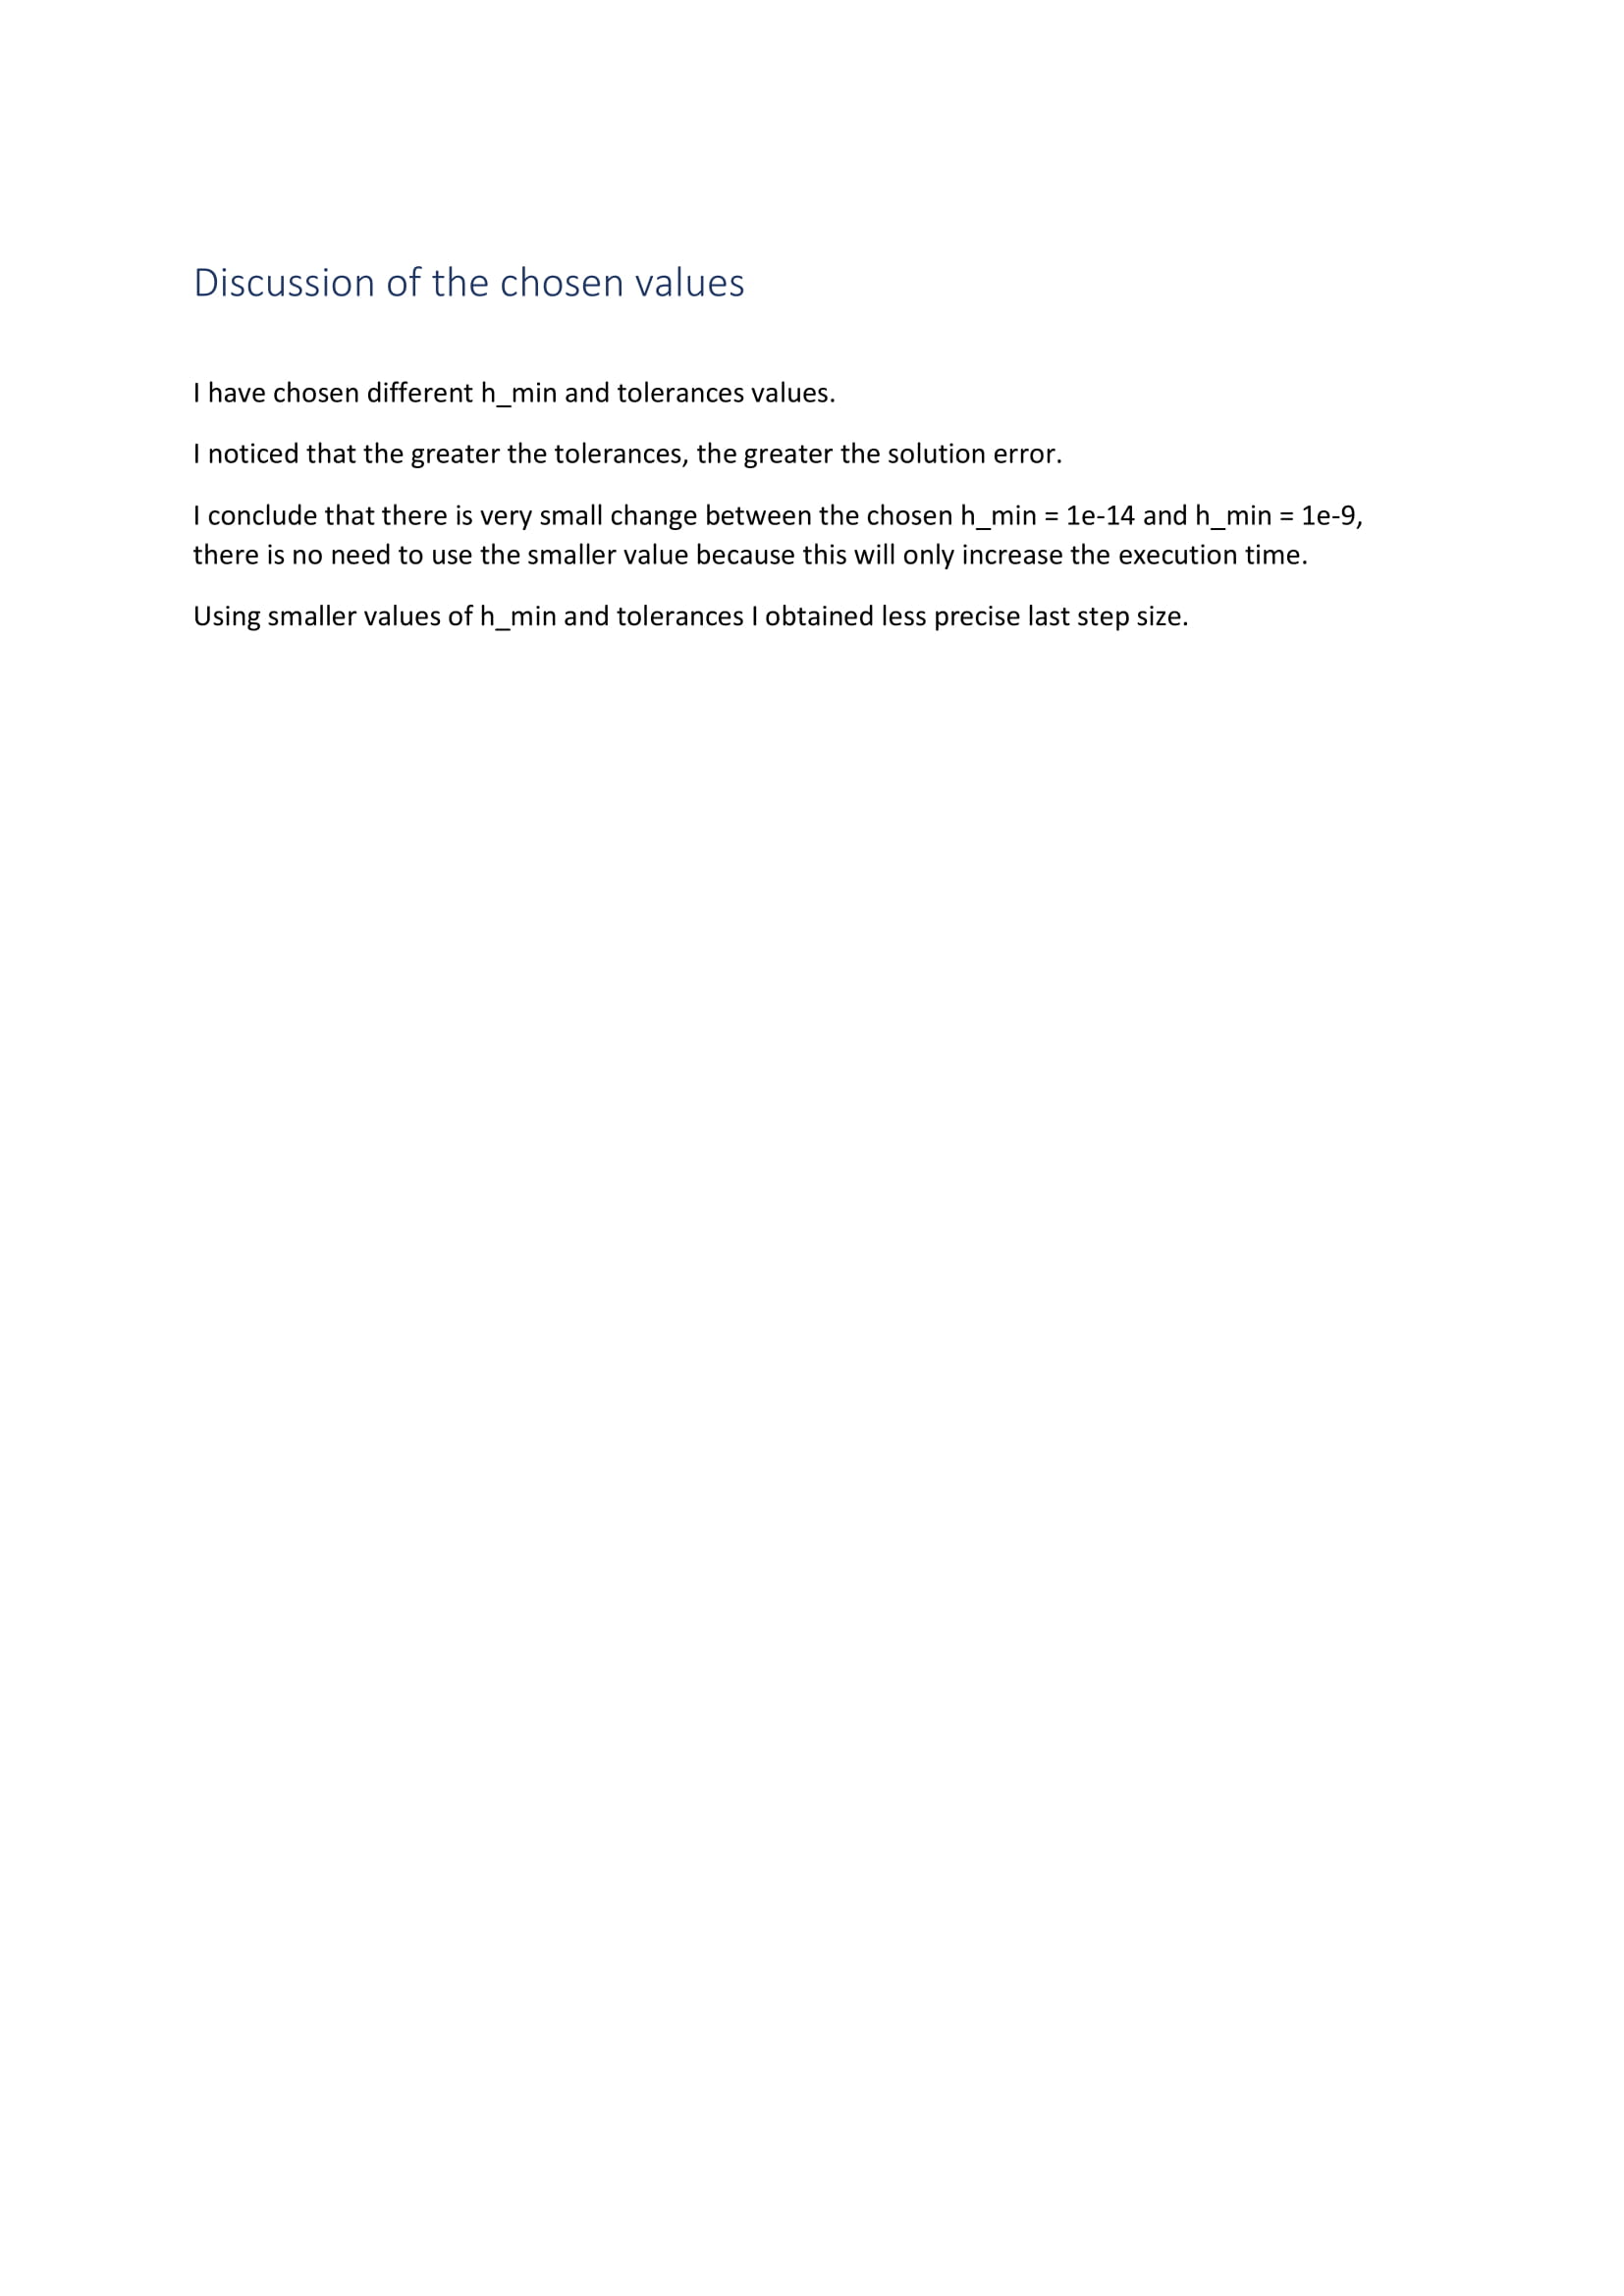 Discussion of the chosen values
I have chosen different h_min and tolerances values.
I noticed that the greater the tolerances, the greater the solution error.
I conclude that there is very small change between the chosen h_min = 1e-14 and h_min = 1e-9,
there is no need to use the smaller value because this will only increase the execution time.
Using smaller values of h_min and tolerances I obtained less precise last step size.